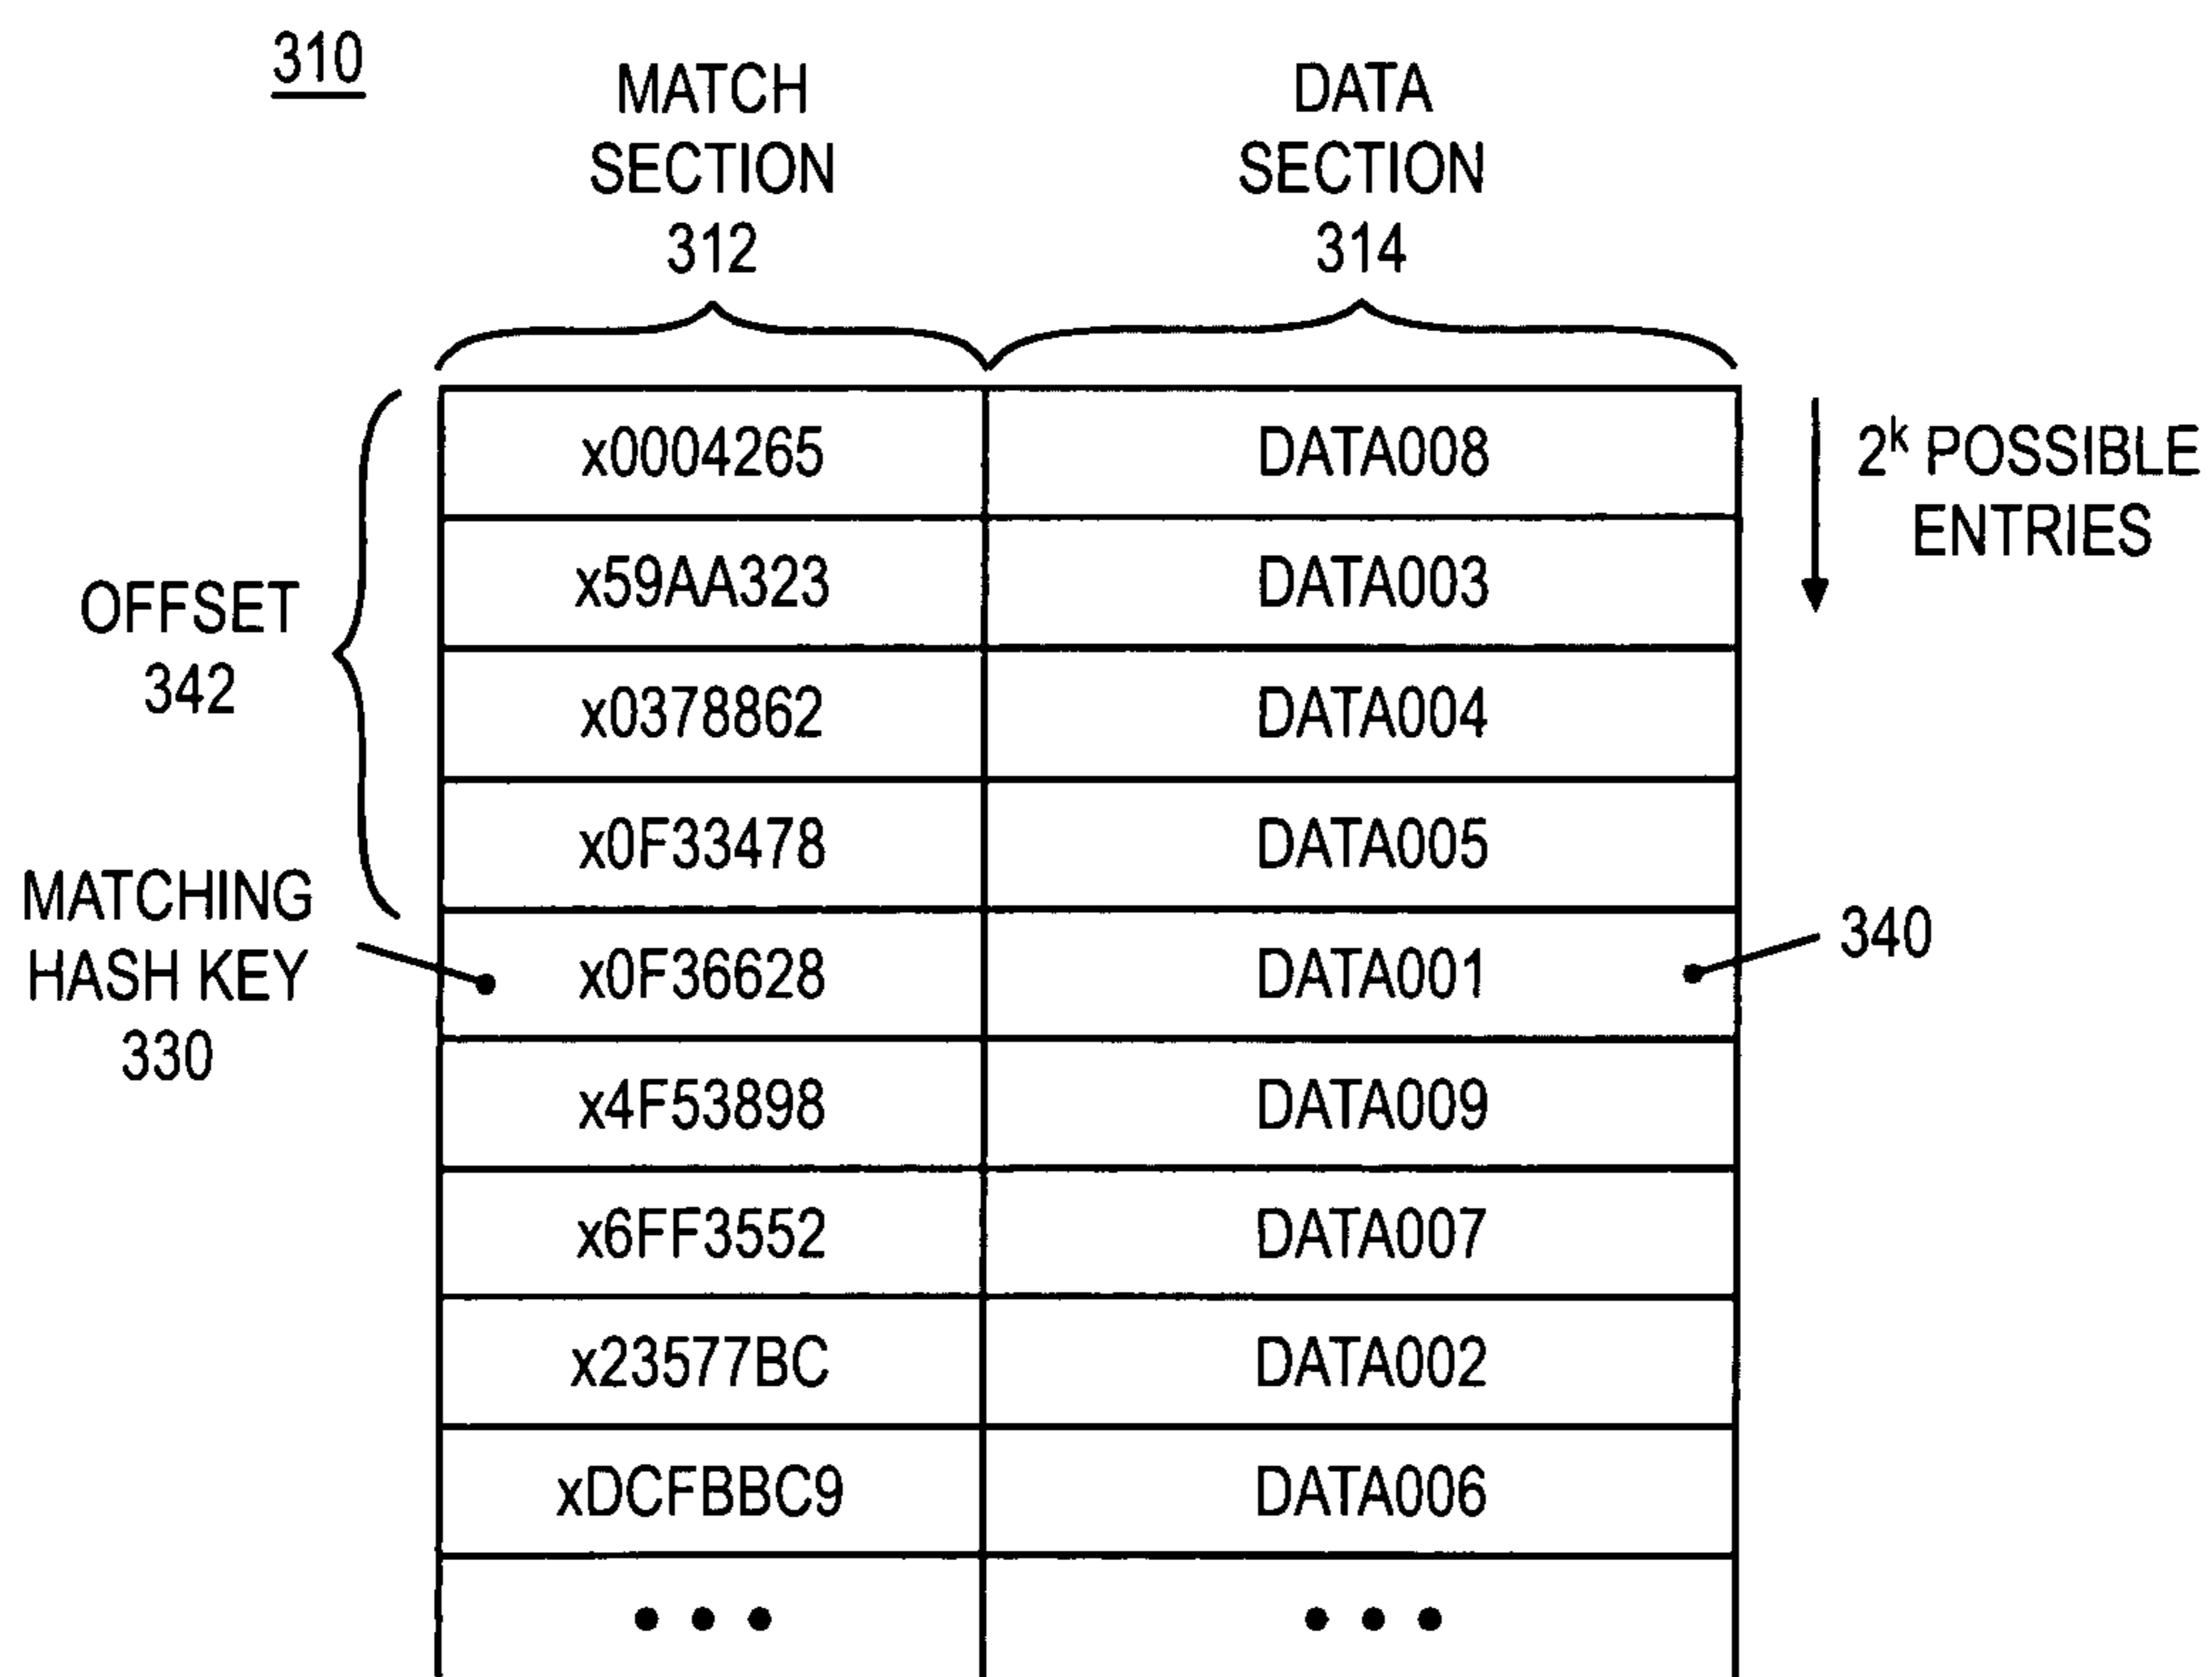 310
MATCH
SECTION
312
DATA
SECTION
314
x0004265 DATA008
x59AA323 DATA003
x0378862 DATA004
x0F33478 DATA005
x0F36628 DATA001
x4F53898 DATA009
x6FF3552 DATA007
x23577BC DATA002
xDCFBBC9 DATA006
• • • • • •
2ᵏ POSSIBLE
ENTRIES
OFFSET
342
MATCHING
HASH KEY
330
340